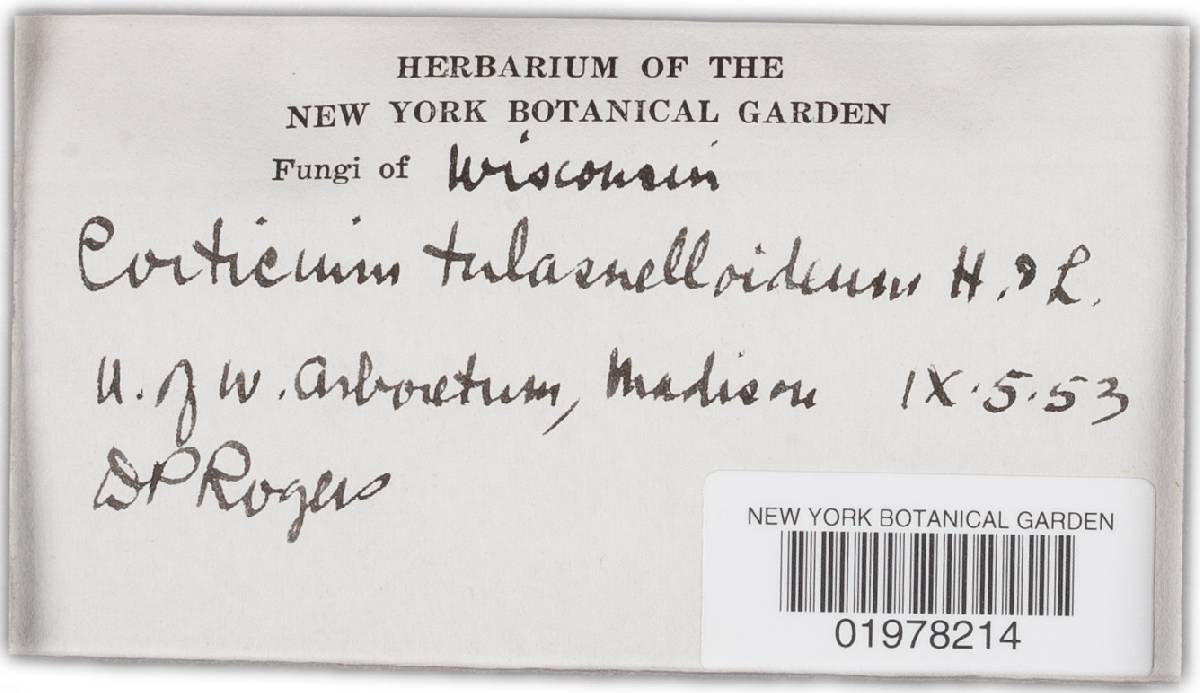 HERBARIUM OF THE
NEW YORK BOTANICAL GARDEN
Fungi of Wisconsin
Corticium tulasnelloideum H. & L.
U. of W. Arboretum, Madison IX.5.53
DP Rogers
NEW YORK BOTANICAL GARDEN
01978214